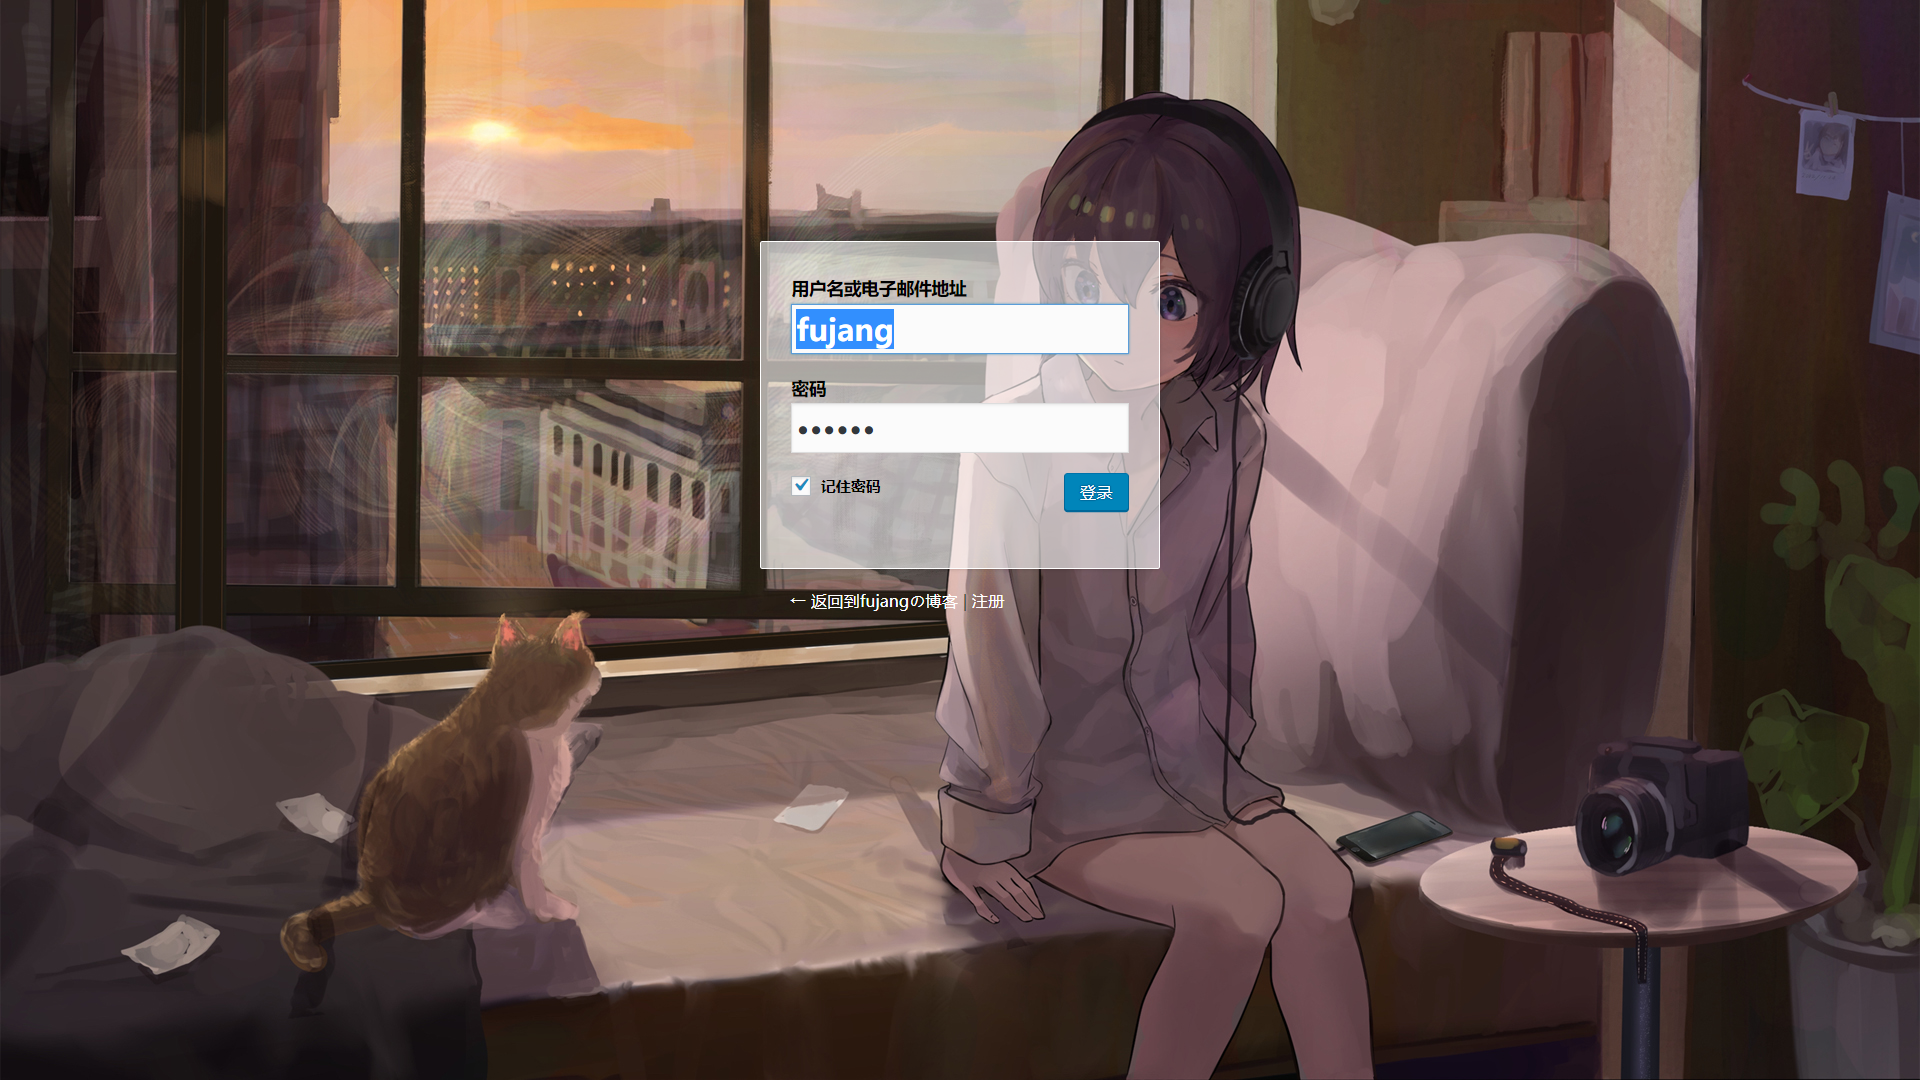 用户名或电子邮件地址
fujang
密码
••••••
记住密码
登录
← 返回到fujangの博客 | 注册